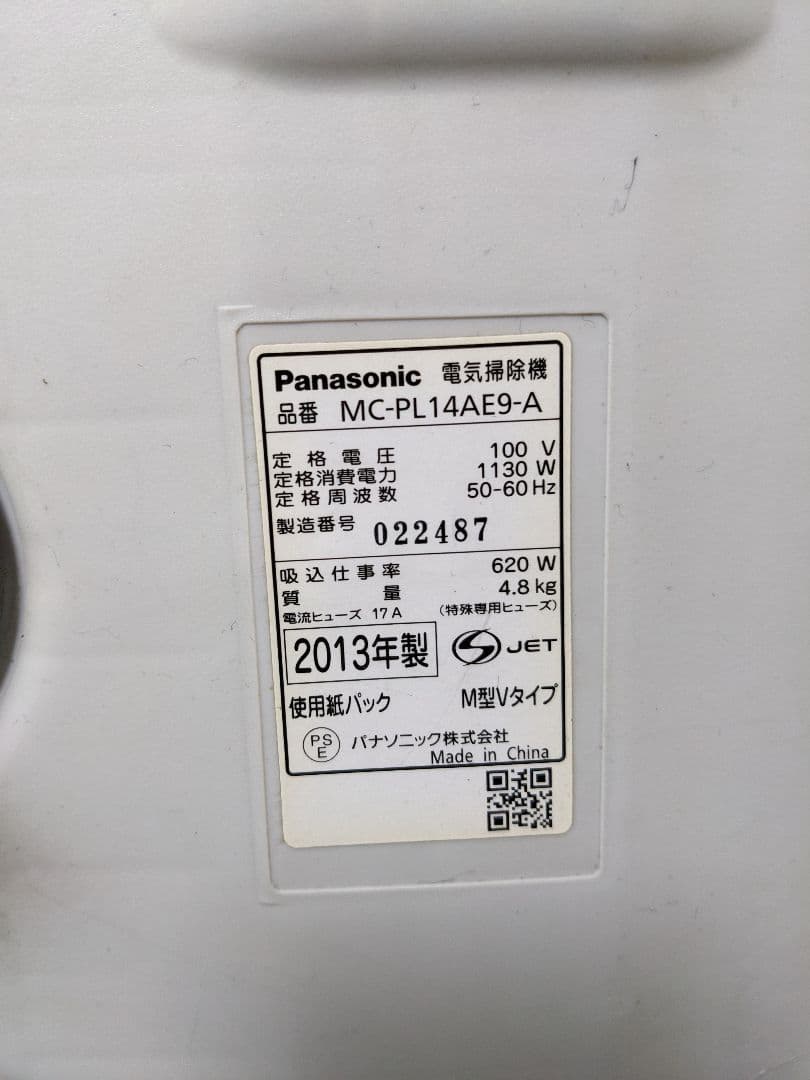 Panasonic 電気掃除機
品番 MC-PL14AE9-A
定格電圧 100 V
定格消費電力 1130 W
定格周波数 50-60 Hz
製造番号 022487
吸込仕事率 620 W
質量 4.8 kg
電流ヒューズ 17 A (特殊専用ヒューズ)
2013年製 S JET
使用紙パック M型Vタイプ
PSE パナソニック株式会社
Made in China